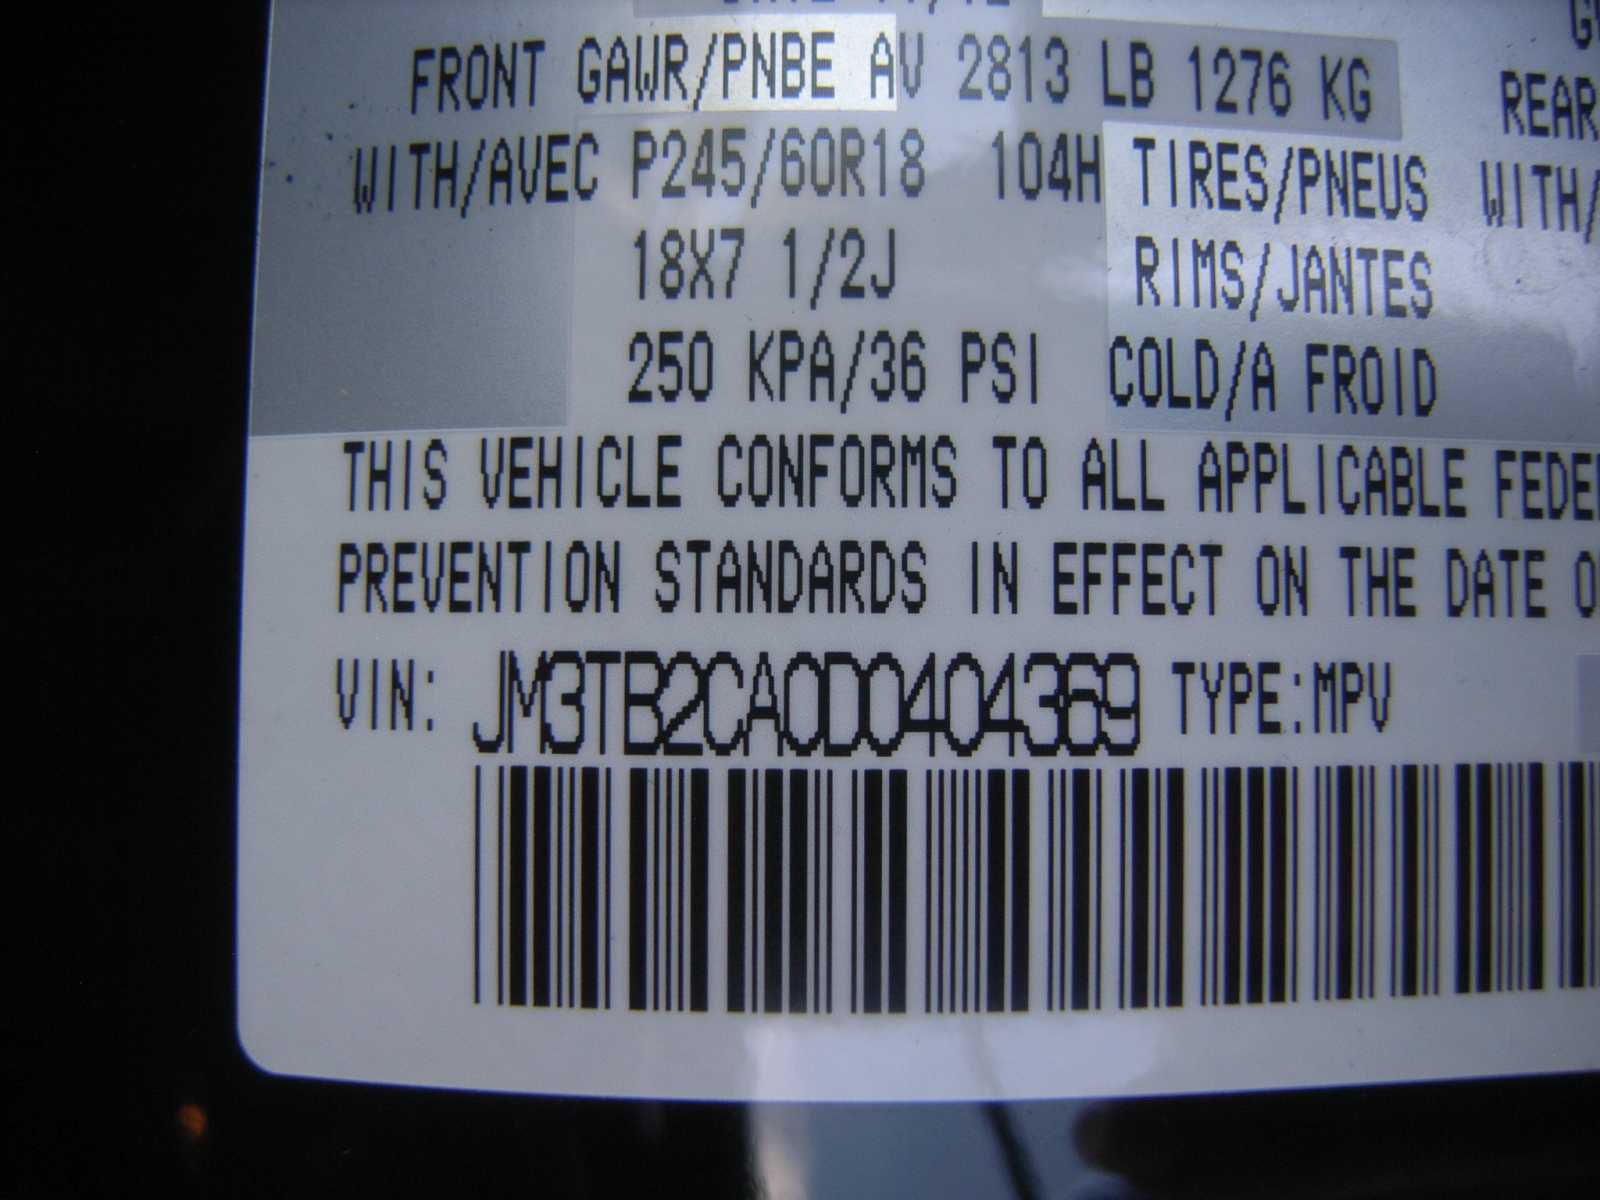 FRONT GAWR/PNBE AV 2813 LB 1276 KG REAR
WITH/AVEC P245/60R18 104H TIRES/PNEUS WITH/
18X7 1/2J RIMS/JANTES
250 KPA/36 PSI COLD/A FROID
THIS VEHICLE CONFORMS TO ALL APPLICABLE FEDE
PREVENTION STANDARDS IN EFFECT ON THE DATE O
VIN: JM3TB2CA0D0404369 TYPE:MPV